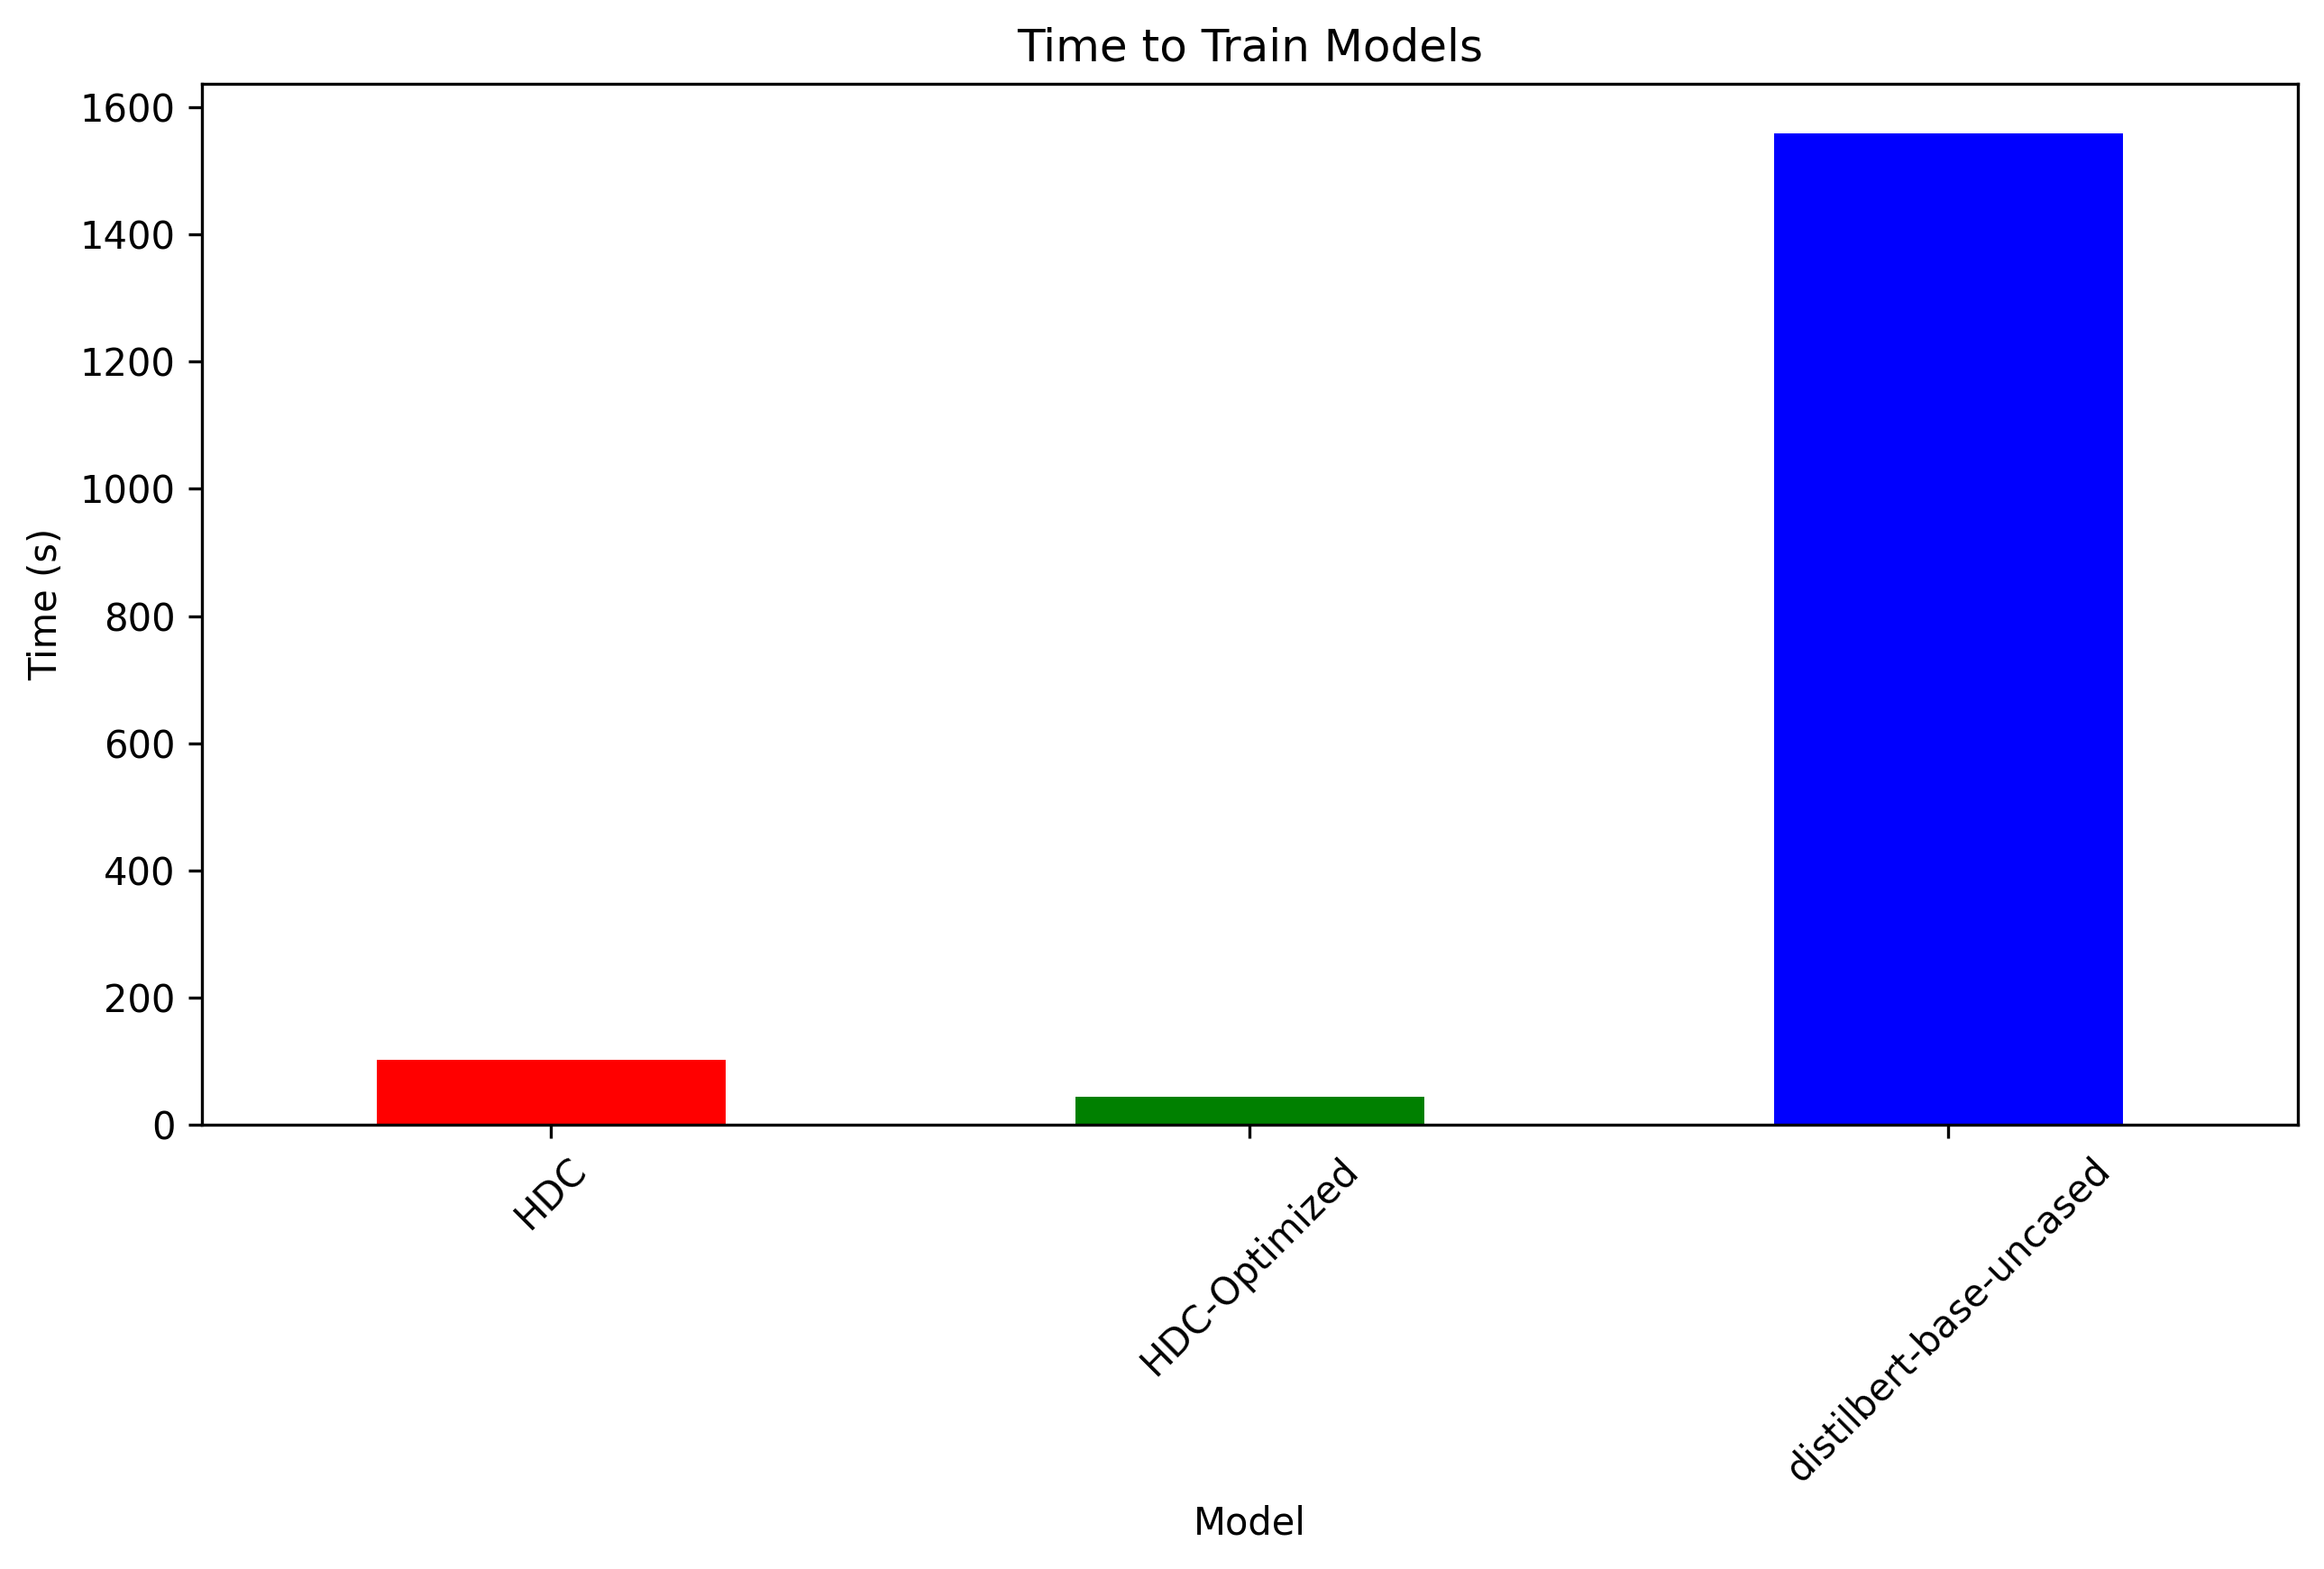 Time to Train Models
Time (s)
1600
1400
1200
1000
800
600
400
200
0
HDC
HDC-Optimized
distilbert-base-uncased
Model